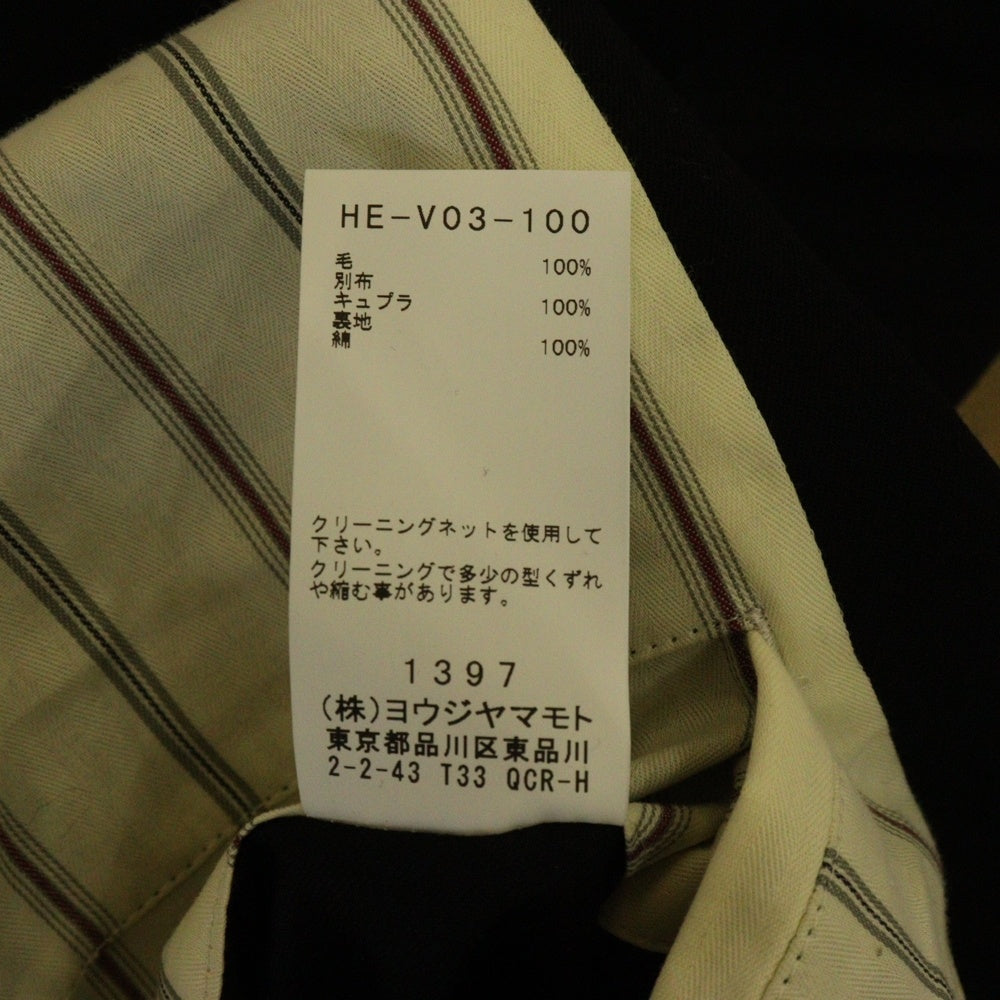 HE-V03-100
毛 100%
別布
キュプラ 100%
裏地
綿 100%
クリーニングネットを使用して
下さい。
クリーニングで多少の型くずれ
や縮む事があります。
1397
(株)ヨウジヤマモト
東京都品川区東品川
2-2-43 T33 QCR-H